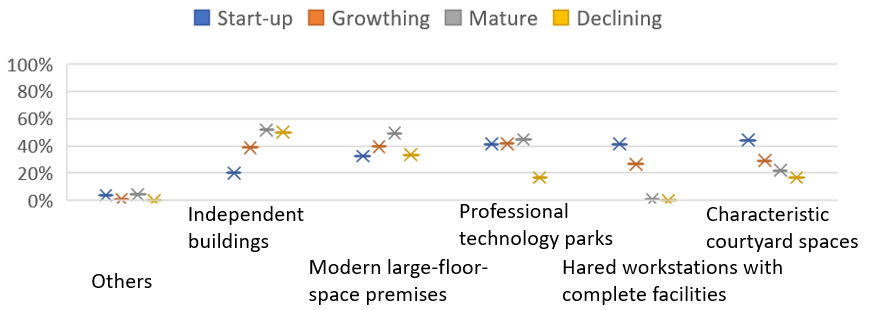 Start-up Growthing Mature Declining
100%
80%
60%
40%
20%
0%
Others
Independent
buildings
Modern large-floor-
space premises
Professional
technology parks
Hared workstations with
complete facilities
Characteristic
courtyard spaces